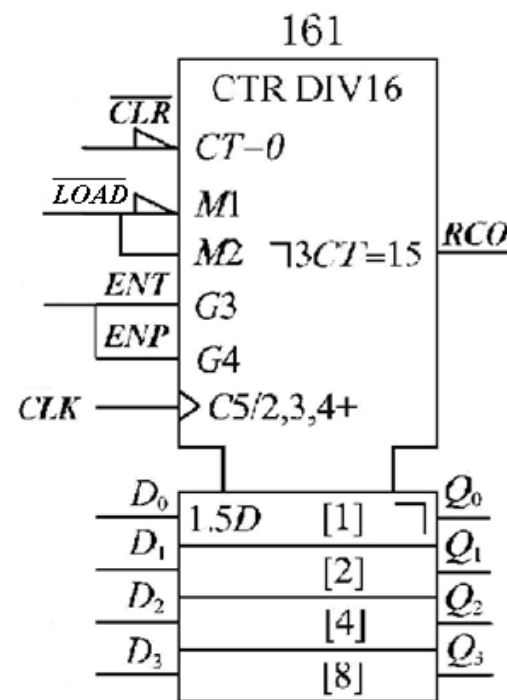 161
CTR DIV16
CLR
CT-0
LOAD
M1
M2
⌝3CT=15
RCO
ENT
G3
ENP
G4
CLK
C5/2,3,4+
D₀
1.5D
[1]
⌝
Q₀
D₁
[2]
Q₁
D₂
[4]
Q₂
D₃
[8]
Q₃